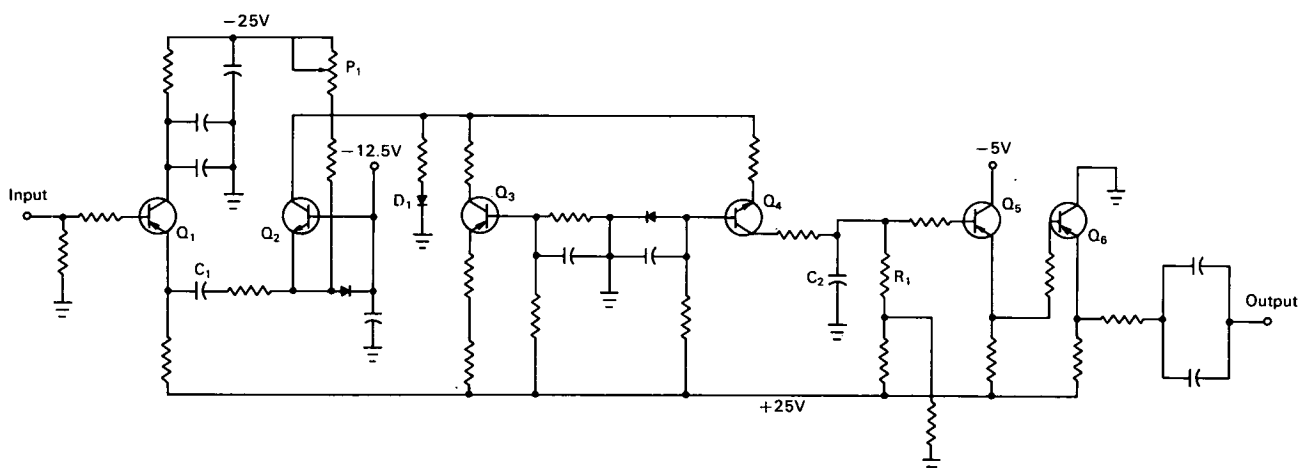 −25V
P₁
−12.5V
Input
Q₁
Q₂
D₁
Q₃
Q₄
−5V
Q₅
Q₆
C₁
C₂
R₁
Output
+25V